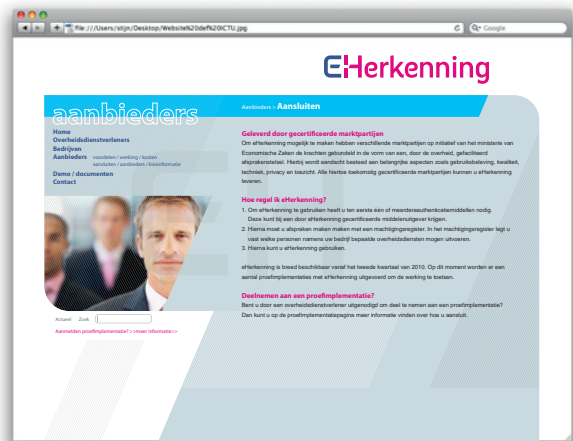 file:///Users/stijn/Desktop/Website%20def%20ICTU.jpg
Google
eHerkenning
aanbieders
Aanbieders > Aansluiten
Home
Overheidsdienstverleners
Bedrijven
Aanbieders voordelen / werking / kosten
aansluiten / aanbieders / kosinformatie
Demo / documenten
Contact
Actueel Zoek
Aanmelden proefimplementatie? >>meer informatie>>
Geleverd door gecertificeerde marktpartijen
Om eHerkenning mogelijk te maken hebben verschillende marktpartijen op initiatief van het ministerie van
Economische Zaken de krachten gebundeld in de vorm van een, door de overheid, gefaciliteerd
afsprakenstelsel. Hierbij wordt aandacht besteed aan belangrijke aspecten zoals gebruiksbeleving, kwaliteit,
techniek, privacy en toezicht. Alle hiertoe toekomstig gecertificeerde marktpartijen kunnen u eHerkenning
leveren.
Hoe regel ik eHerkenning?
1. Om eHerkenning te gebruiken heeft u ten eerste één of meerdereauthenticatiemiddelen nodig.
Deze kunt bij een door eHerkenning gecertificeerde middelenuitgever krijgen.
2. Hierna moet u afspraken maken maken met een machtigingsregister. In het machtigingsregister legt u
vast welke personen namens uw bedrijf bepaalde overheidsdiensten mogen uitvoeren.
3. Hierna kunt u eHerkenning gebruiken.
eHerkenning is breed beschikbaar vanaf het tweede kwartaal van 2010. Op dit moment worden er een
aantal proefimplementaties met eHerkenning uitgevoerd om de werking te toetsen.
Deelnemen aan een proefimplementatie?
Bent u door een overheidsdienstverlener uitgenodigd om deel te nemen aan een proefimplementatie?
Dan kunt u op de proefimplementatiepagina meer informatie vinden over hoe u aansluit.